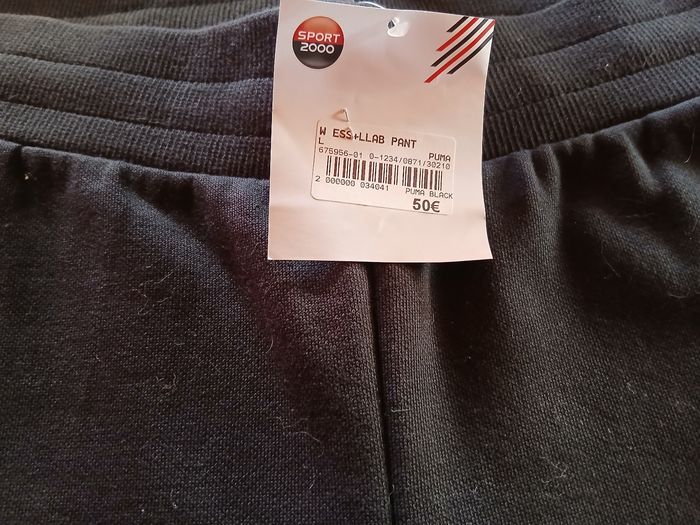 SPORT
2000
W ESS+LLAB PANT
L PUMA
675956-01 0-1234/0871/30210
2 000000 034041 PUMA BLACK
50€